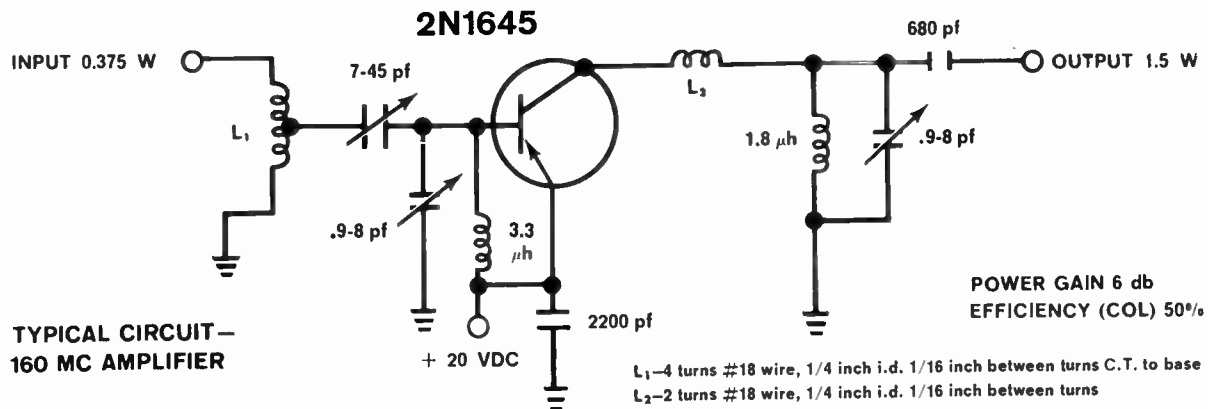 2N1645
INPUT 0.375 W
7-45 pf
680 pf
OUTPUT 1.5 W
L₁
L₂
1.8 μh
.9-8 pf
.9-8 pf
3.3
μh
2200 pf
+ 20 VDC
TYPICAL CIRCUIT—
160 MC AMPLIFIER
POWER GAIN 6 db
EFFICIENCY (COL) 50%
L₁—4 turns #18 wire, 1/4 inch i.d. 1/16 inch between turns C.T. to base
L₂—2 turns #18 wire, 1/4 inch i.d. 1/16 inch between turns